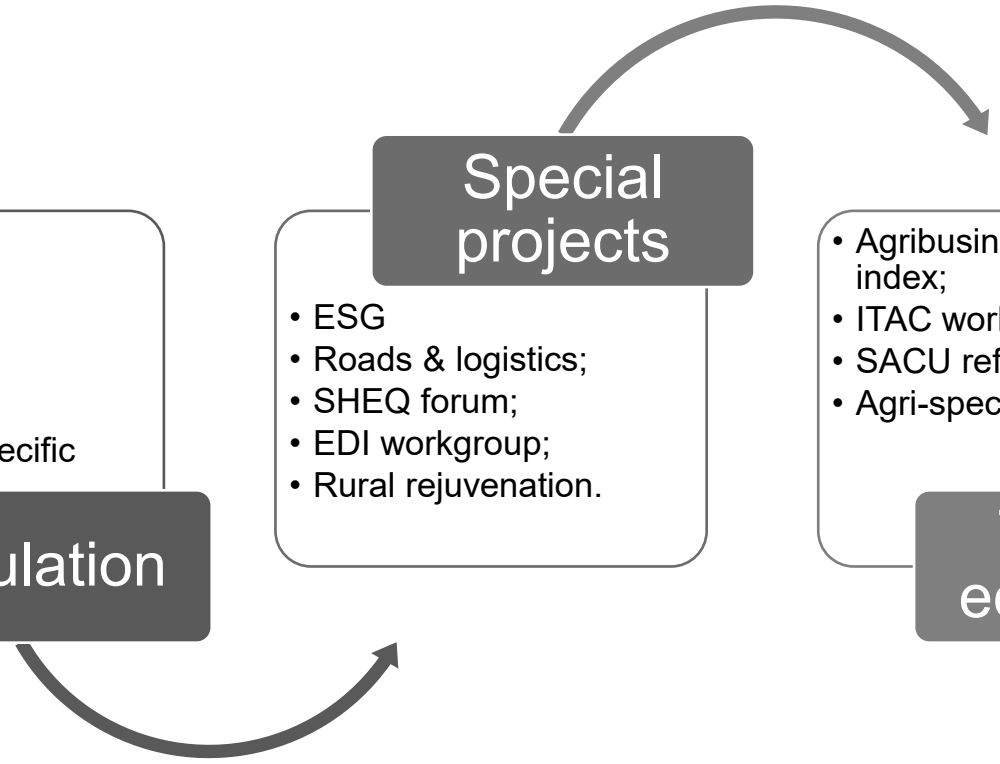 ecific
ulation
Special
projects
• ESG
• Roads & logistics;
• SHEQ forum;
• EDI workgroup;
• Rural rejuvenation.
• Agribusin
index;
• ITAC wor
• SACU ref
• Agri-spec